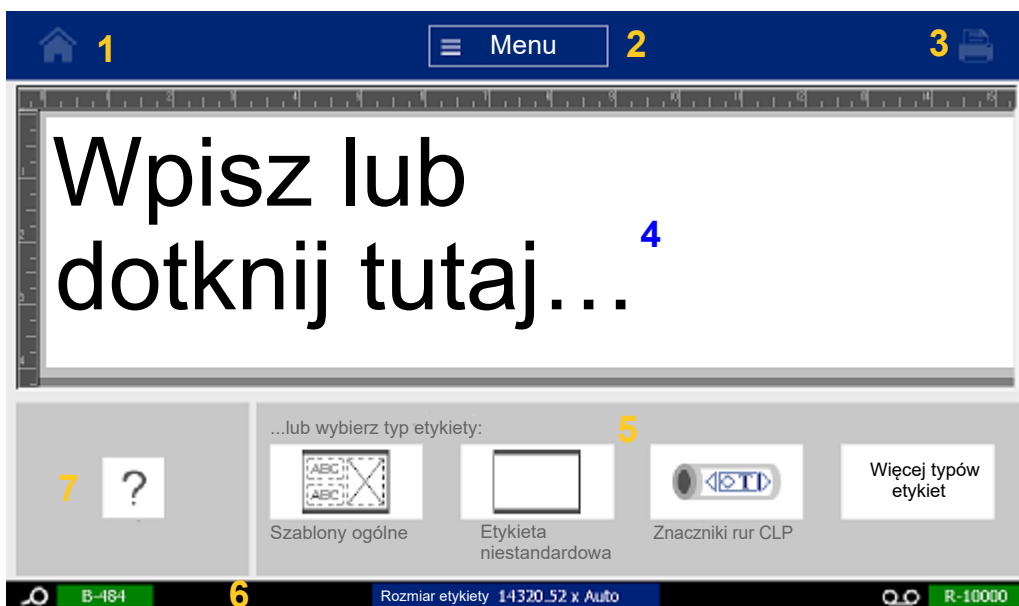 1
Menu 2
3
Wpisz lub
dotknij tutaj…
4
...lub wybierz typ etykiety:
5
ABC
ABC
Szablony ogólne
Etykieta
niestandardowa
Znaczniki rur CLP
Więcej typów
etykiet
7 ?
B-484
6
Rozmiar etykiety 14320.52 x Auto
R-10000